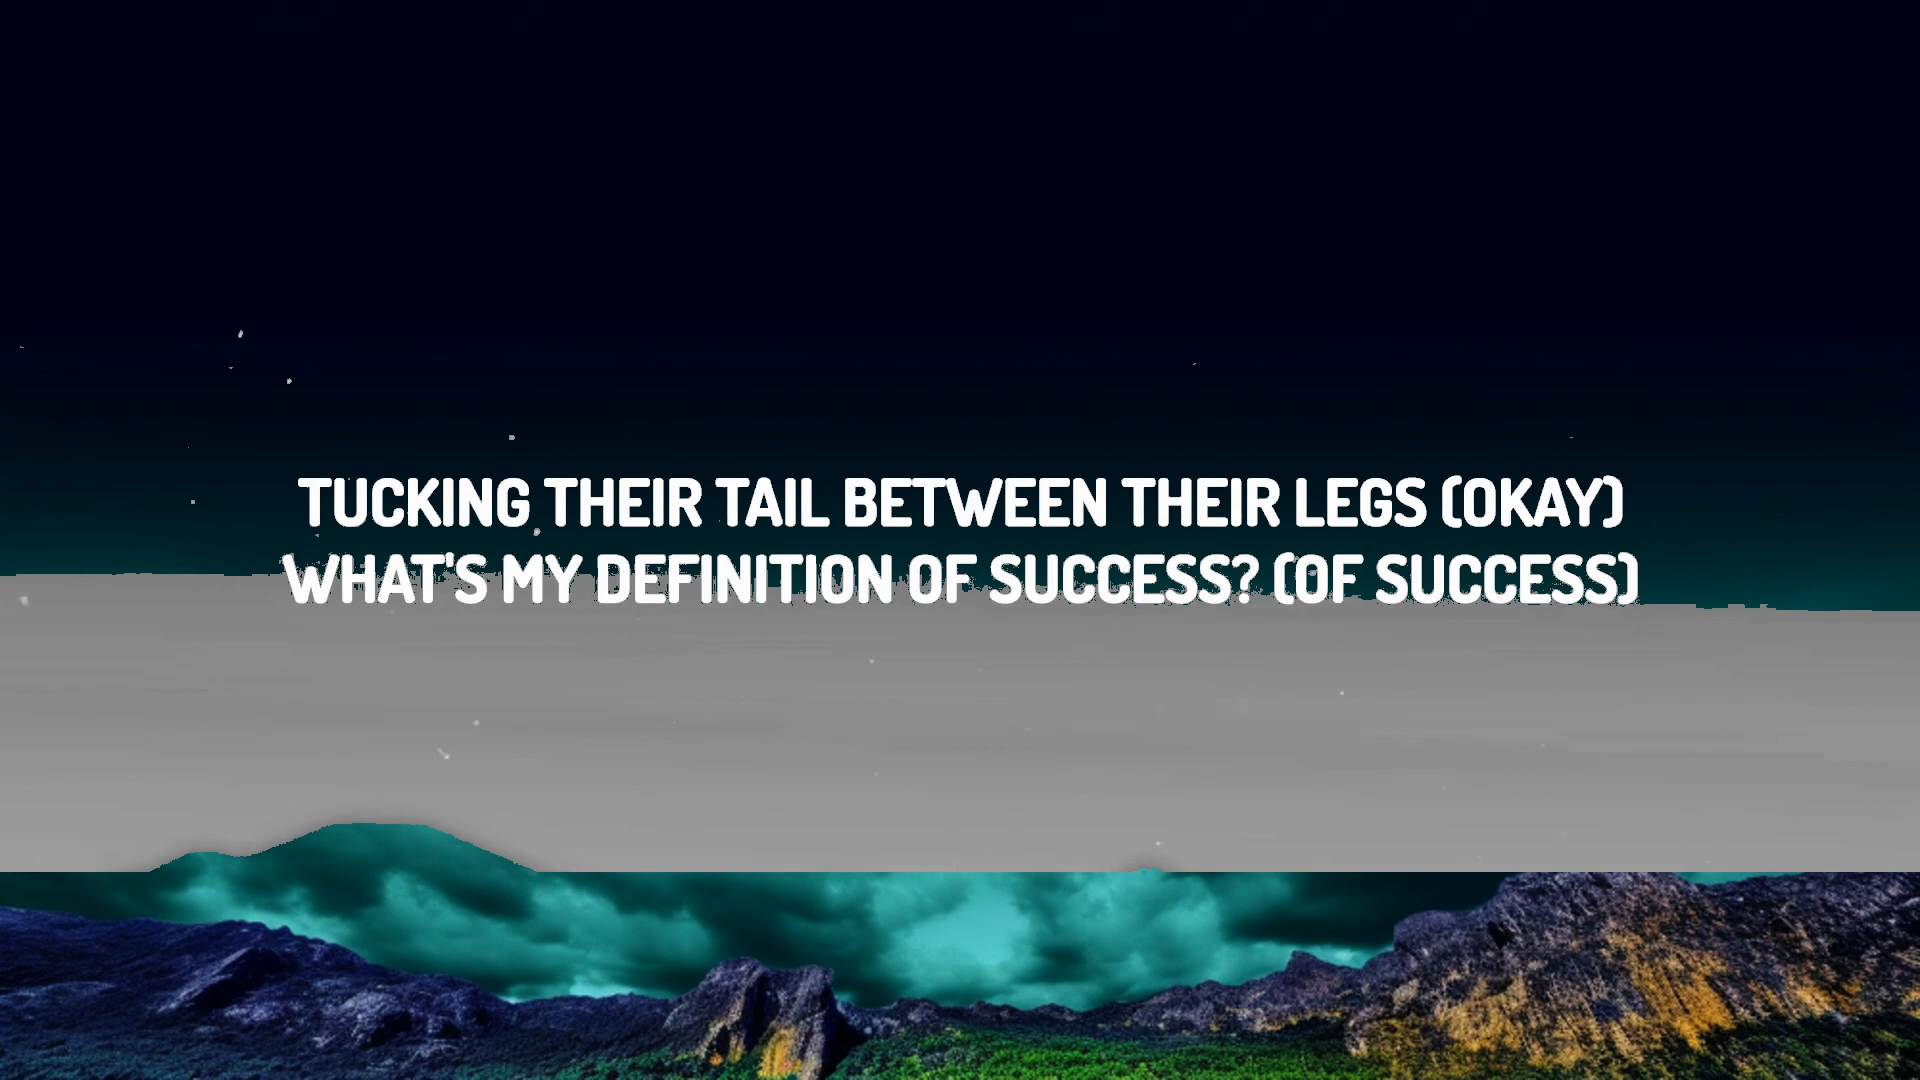 TUCKING THEIR TAIL BETWEEN THEIR LEGS (OKAY)
WHAT'S MY DEFINITION OF SUCCESS? (OF SUCCESS)